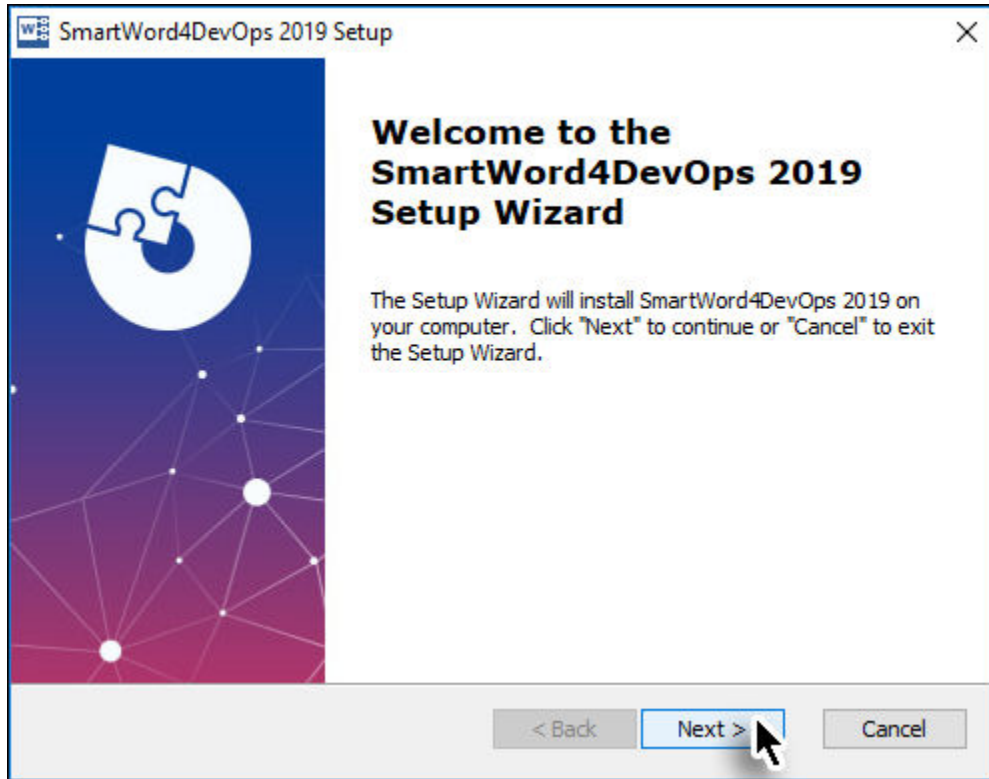 SmartWord4DevOps 2019 Setup
Welcome to the
SmartWord4DevOps 2019
Setup Wizard
The Setup Wizard will install SmartWord4DevOps 2019 on
your computer.  Click "Next" to continue or "Cancel" to exit
the Setup Wizard.
< Back
Next >
Cancel